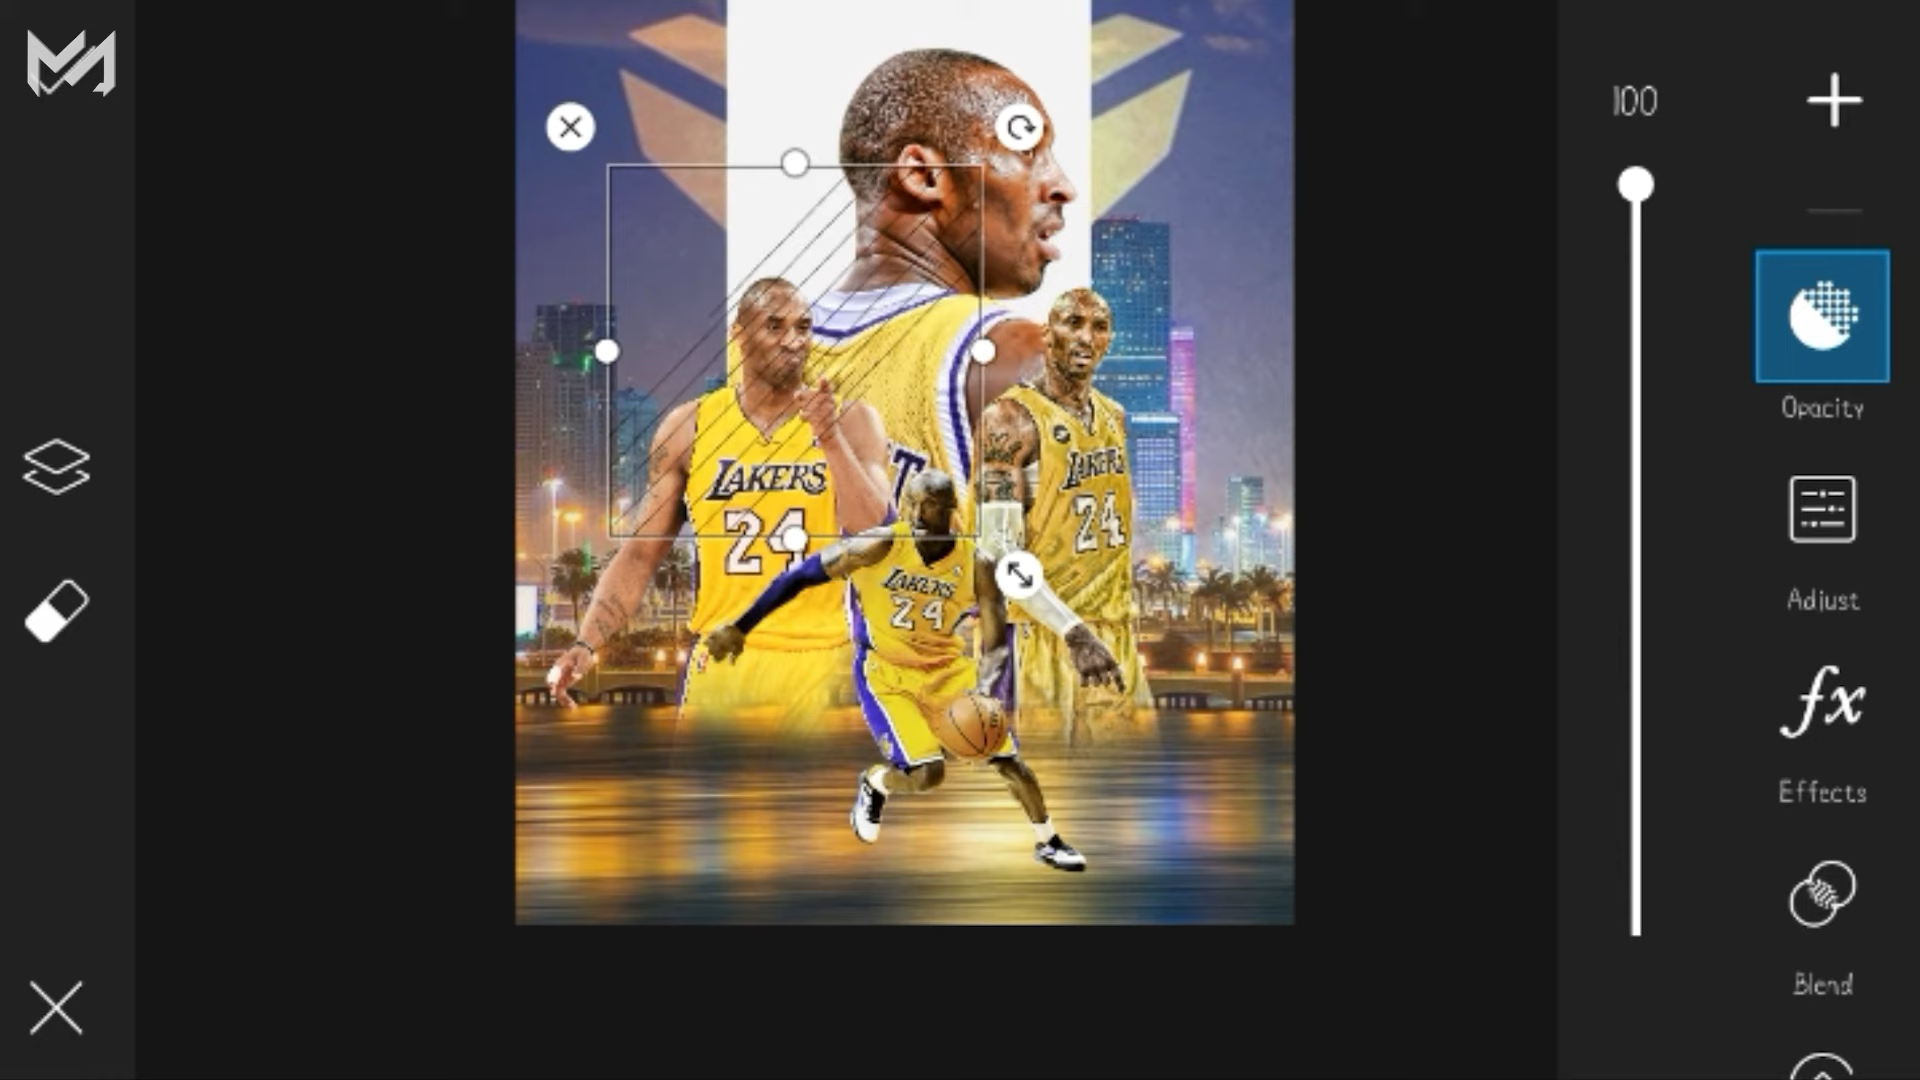 100
Opacity
Adjust
fx
Effects
Blend
LAKERS
24
LAKERS
24
LAKERS
24
T